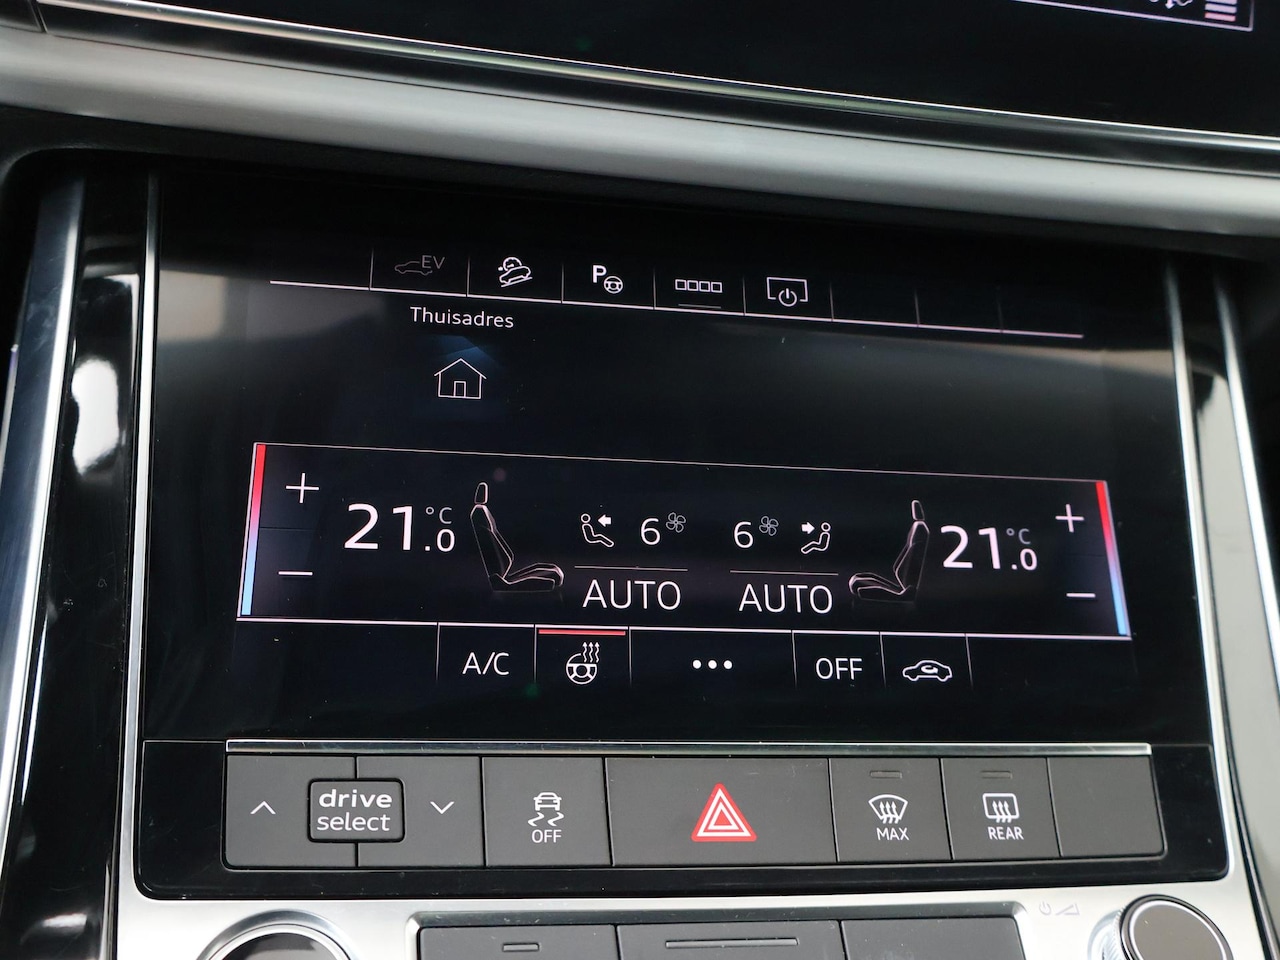 EV
P
Thuisadres
21.0 °C
6
6
21.0 °C
AUTO
AUTO
A/C
OFF
drive
select
OFF
MAX
REAR